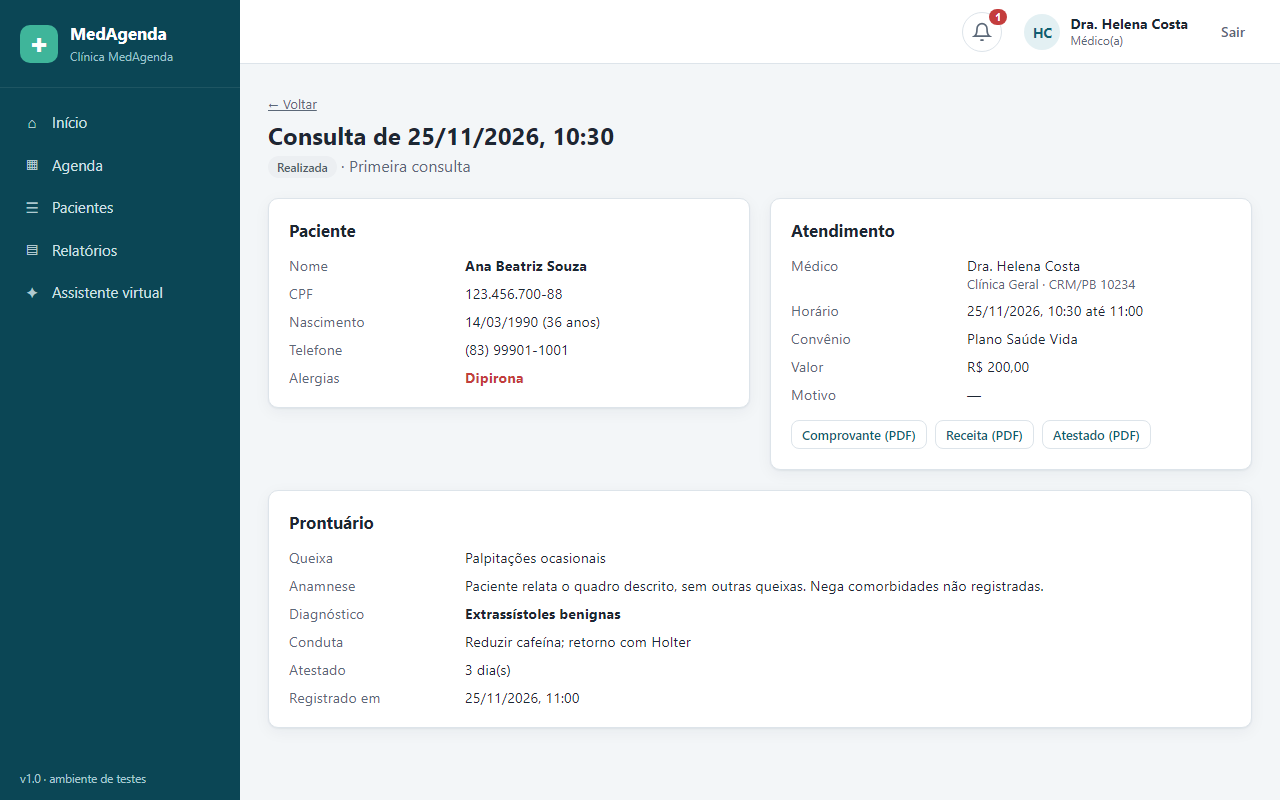 MedAgenda
Clínica MedAgenda
Início
Agenda
Pacientes
Relatórios
Assistente virtual
v1.0 · ambiente de testes
1
HC
Dra. Helena Costa
Médico(a)
Sair
← Voltar
Consulta de 25/11/2026, 10:30
Realizada · Primeira consulta
Paciente
Nome Ana Beatriz Souza
CPF 123.456.700-88
Nascimento 14/03/1990 (36 anos)
Telefone (83) 99901-1001
Alergias Dipirona
Atendimento
Médico Dra. Helena Costa
Clínica Geral · CRM/PB 10234
Horário 25/11/2026, 10:30 até 11:00
Convênio Plano Saúde Vida
Valor R$ 200,00
Motivo —
Comprovante (PDF) Receita (PDF) Atestado (PDF)
Prontuário
Queixa Palpitações ocasionais
Anamnese Paciente relata o quadro descrito, sem outras queixas. Nega comorbidades não registradas.
Diagnóstico Extrassístoles benignas
Conduta Reduzir cafeína; retorno com Holter
Atestado 3 dia(s)
Registrado em 25/11/2026, 11:00